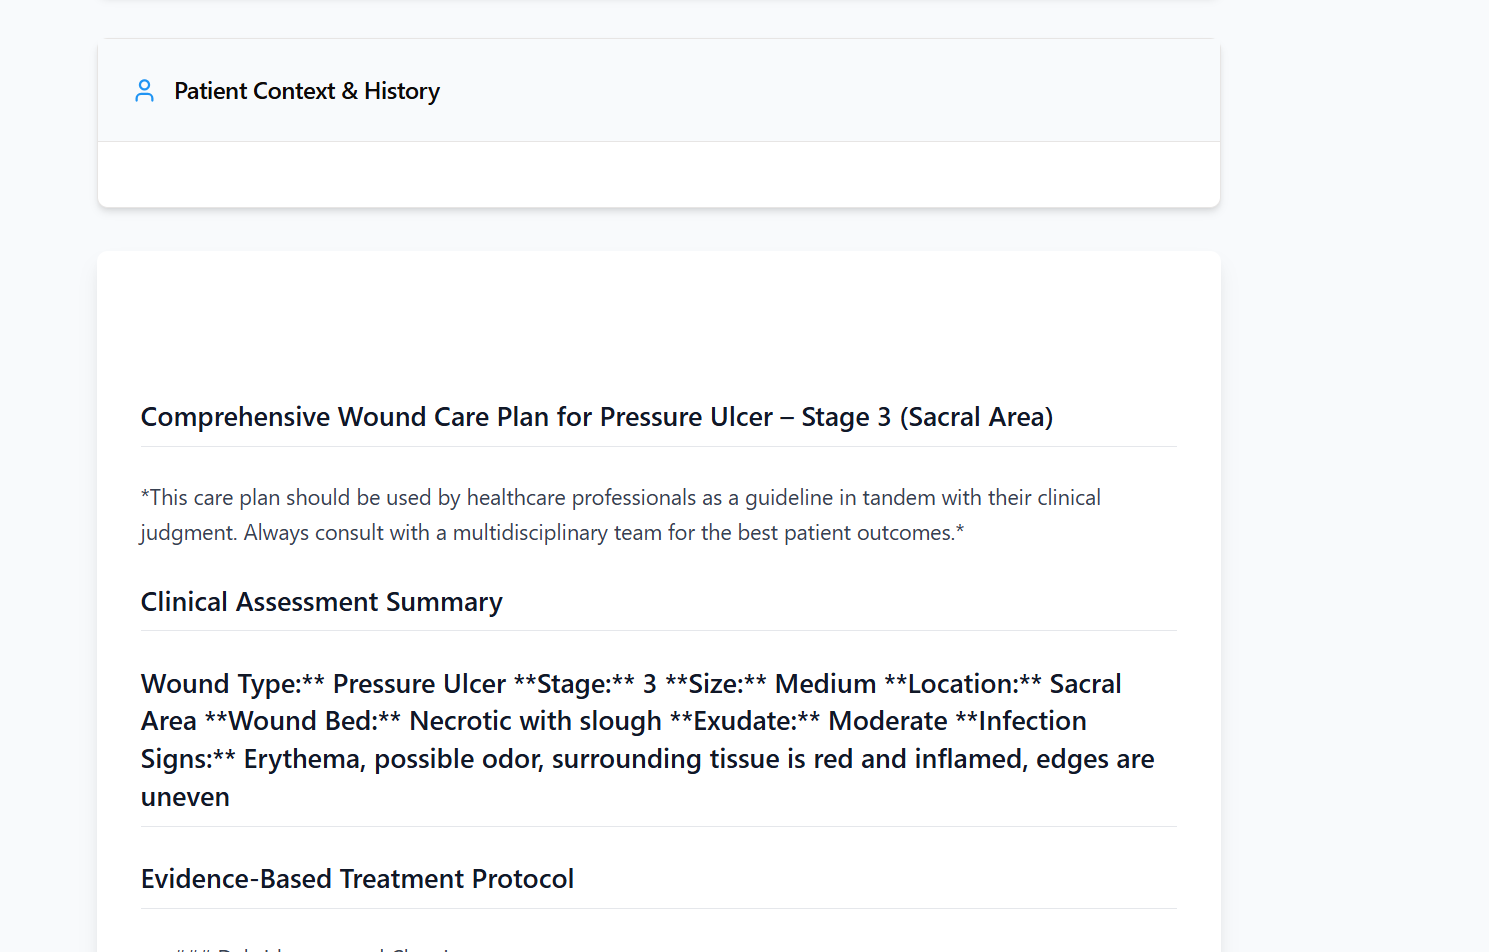 Patient Context & History
Comprehensive Wound Care Plan for Pressure Ulcer – Stage 3 (Sacral Area)
*This care plan should be used by healthcare professionals as a guideline in tandem with their clinical
judgment. Always consult with a multidisciplinary team for the best patient outcomes.*
Clinical Assessment Summary
Wound Type:** Pressure Ulcer **Stage:** 3 **Size:** Medium **Location:** Sacral
Area **Wound Bed:** Necrotic with slough **Exudate:** Moderate **Infection
Signs:** Erythema, possible odor, surrounding tissue is red and inflamed, edges are
uneven
Evidence-Based Treatment Protocol